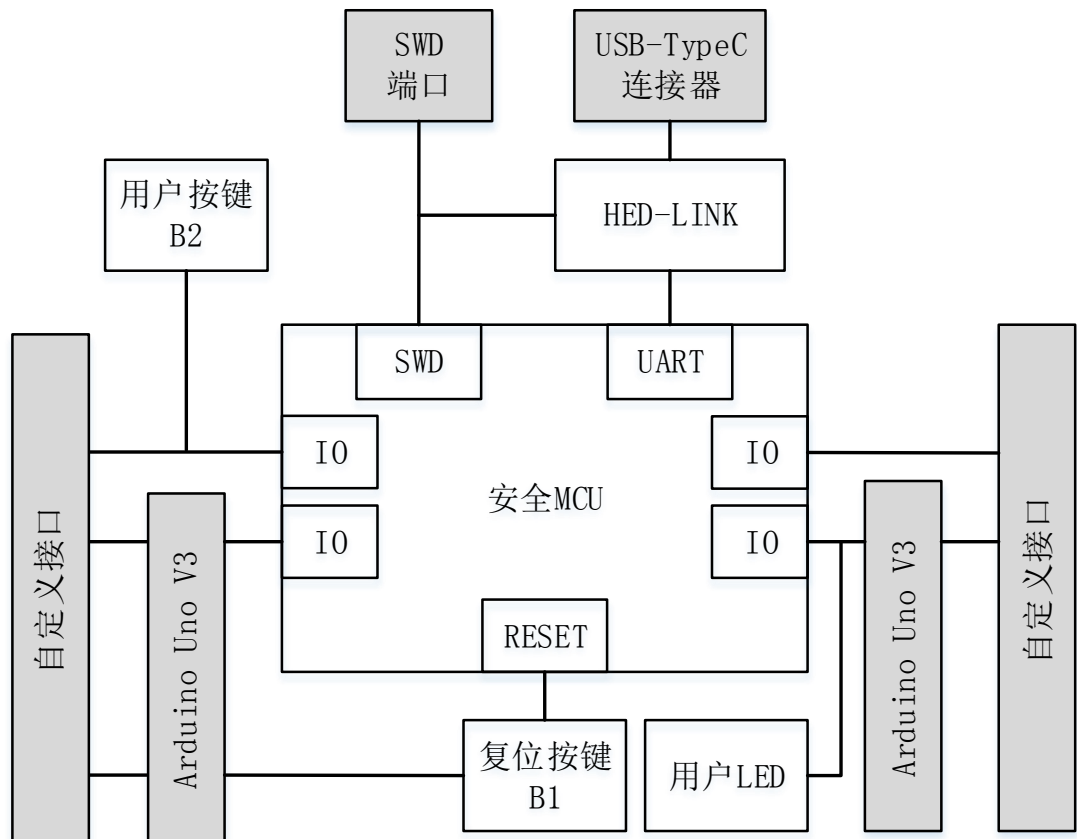 SWD
端口
USB-TypeC
连接器
用户按键
B2
HED-LINK
SWD
UART
IO
IO
安全MCU
IO
IO
自定义接口
Arduino Uno V3
Arduino Uno V3
自定义接口
RESET
复位按键
B1
用户LED